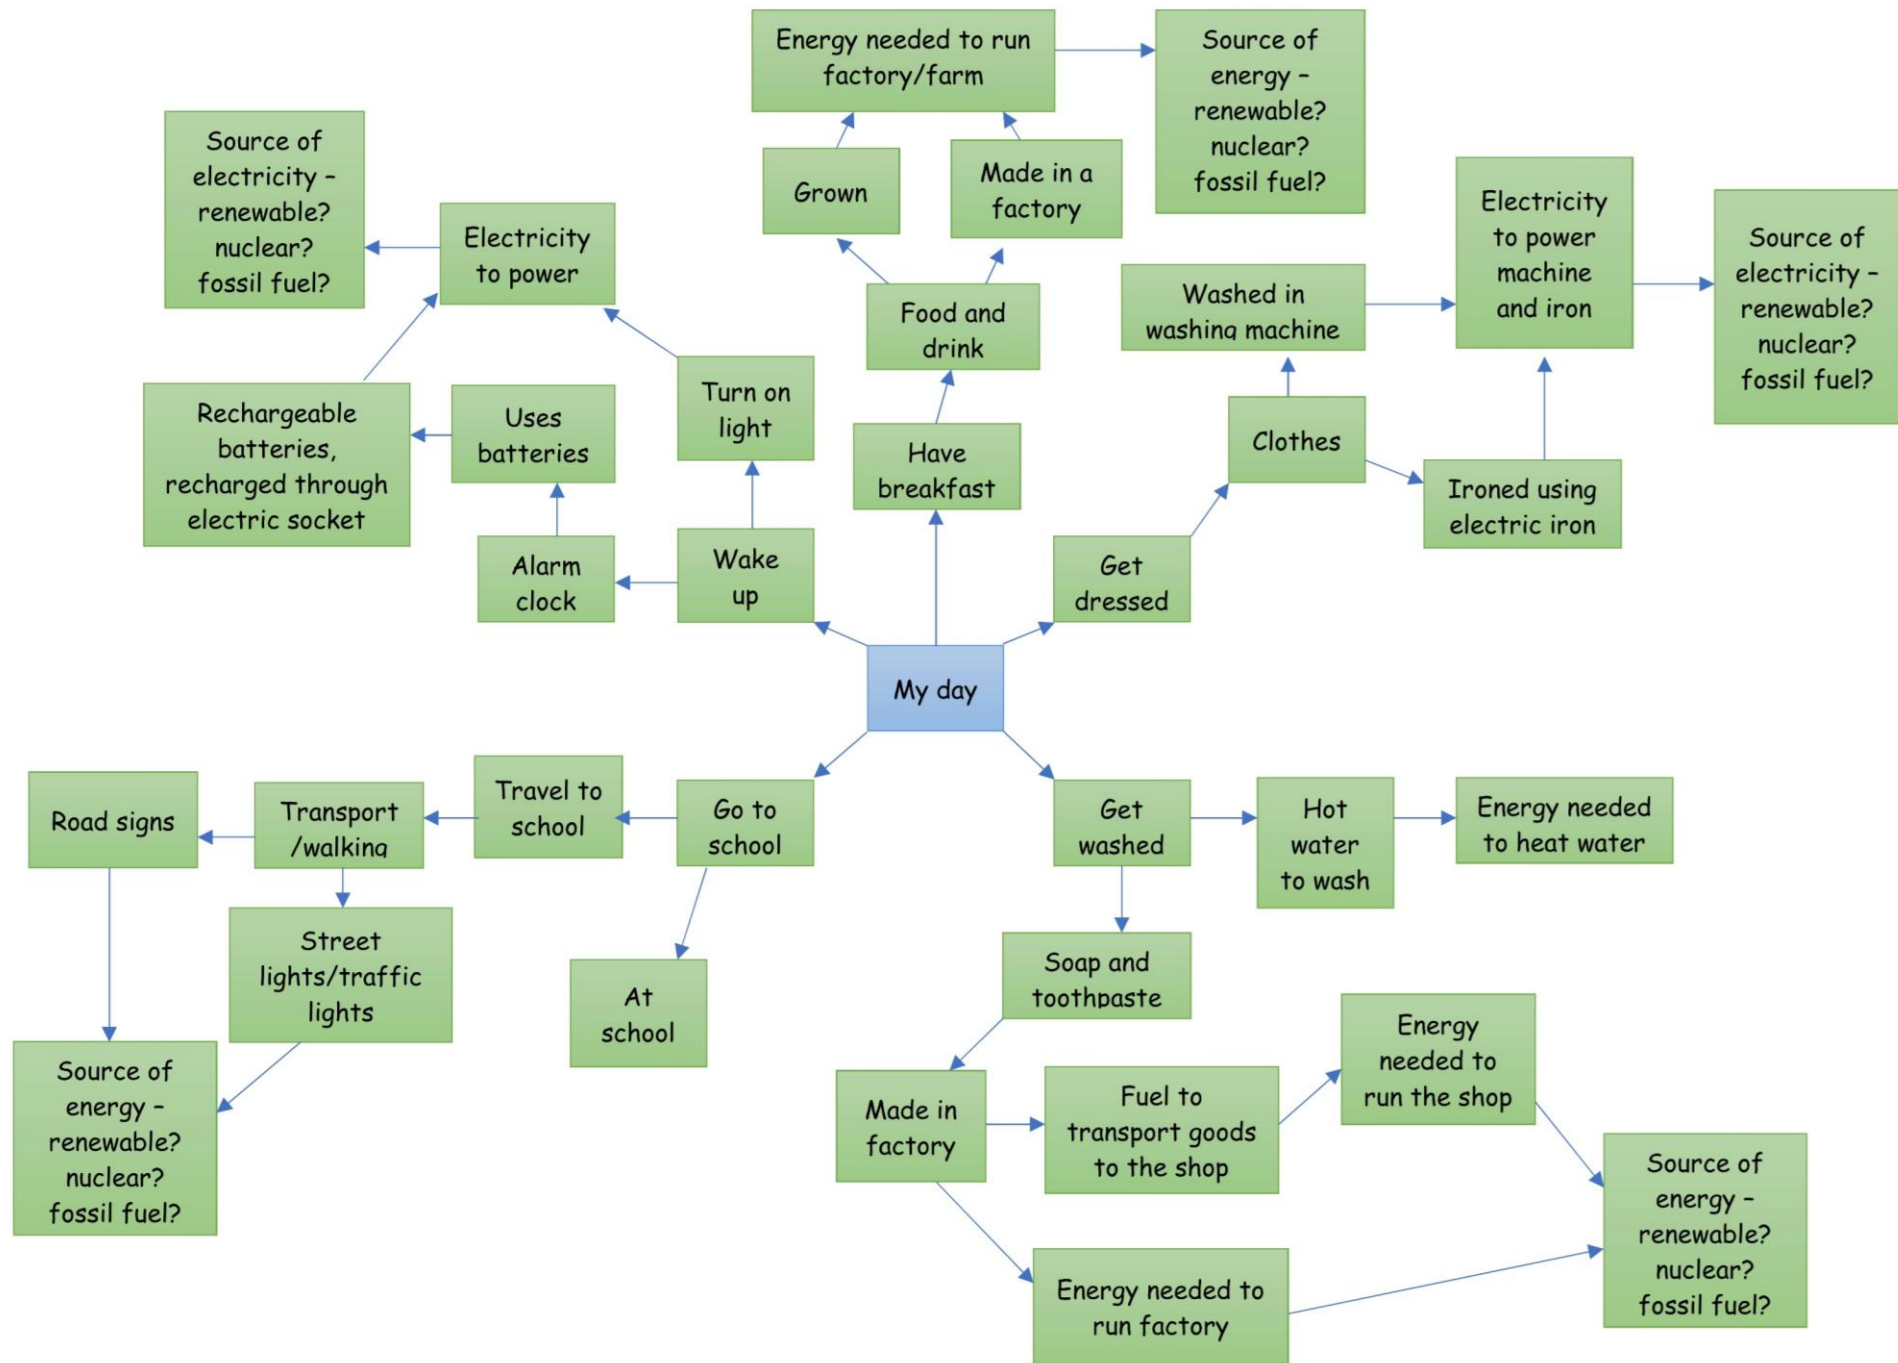 Energy needed to run
factory/farm
Source of
energy –
renewable?
nuclear?
fossil fuel?
Source of
electricity –
renewable?
nuclear?
fossil fuel?
Grown
Made in a
factory
Electricity
to power
machine
and iron
Source of
electricity –
renewable?
nuclear?
fossil fuel?
Electricity
to power
Washed in
washing machine
Food and
drink
Turn on
light
Rechargeable
batteries,
recharged through
electric socket
Uses
batteries
Have
breakfast
Clothes
Ironed using
electric iron
Alarm
clock
Wake
up
Get
dressed
My day
Road signs
Transport
/walking
Travel to
school
Go to
school
Get
washed
Hot
water
to wash
Energy needed
to heat water
Street
lights/traffic
lights
At
school
Soap and
toothpaste
Energy
needed to
run the shop
Source of
energy –
renewable?
nuclear?
fossil fuel?
Made in
factory
Fuel to
transport goods
to the shop
Source of
energy –
renewable?
nuclear?
fossil fuel?
Energy needed to
run factory